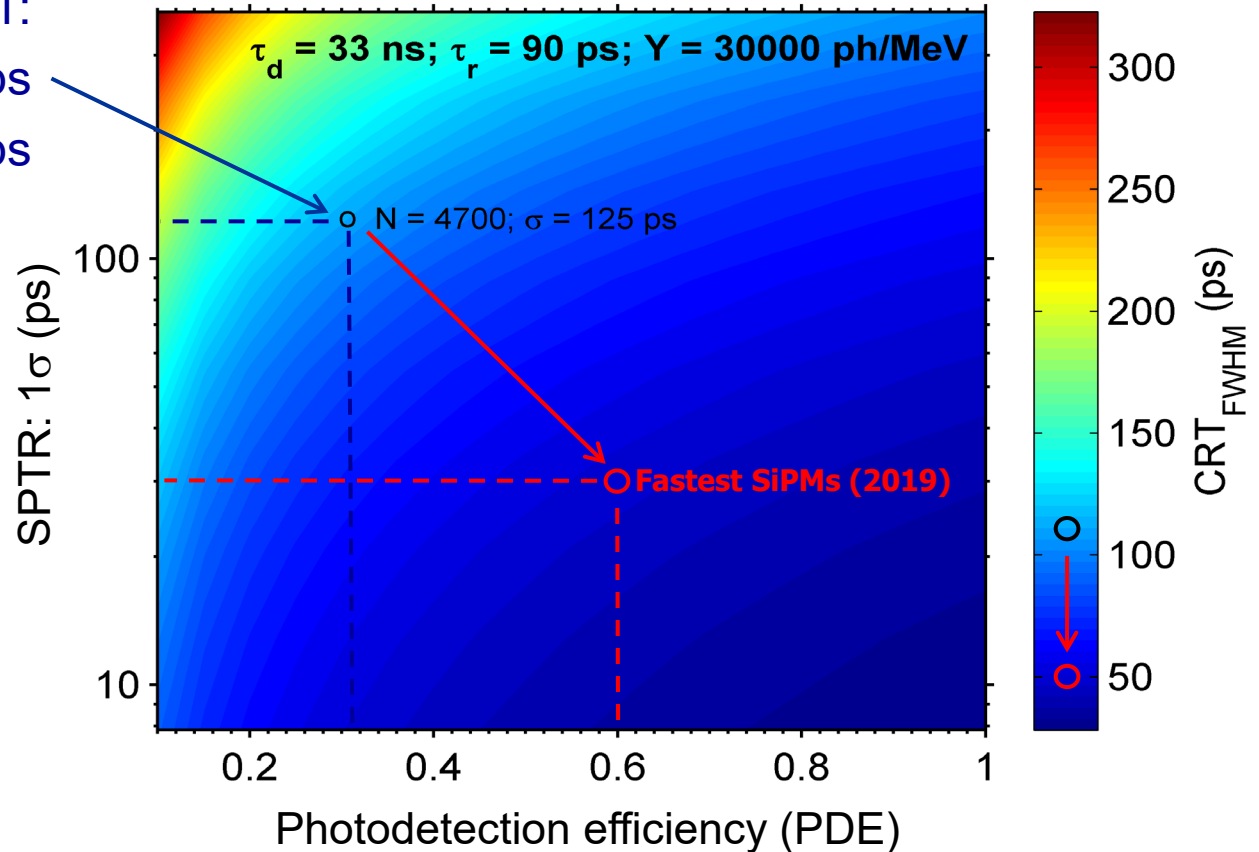 T:
ps
ps
τd = 33 ns; τr = 90 ps; Y = 30000 ph/MeV
N = 4700; σ = 125 ps
Fastest SiPMs (2019)
100
10
SPTR: 1σ (ps)
0.2 0.4 0.6 0.8 1
Photodetection efficiency (PDE)
300
250
200
150
100
50
CRTFWHM (ps)